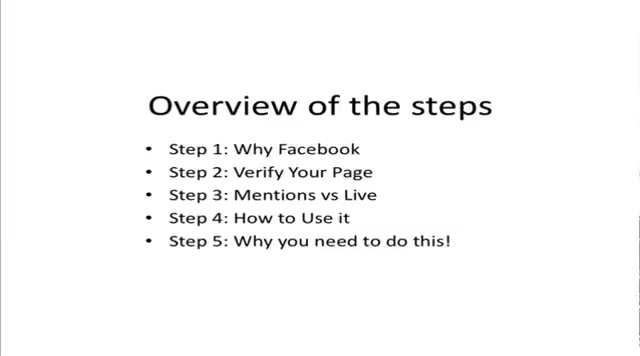 Overview of the steps
• Step 1: Why Facebook
• Step 2: Verify Your Page
• Step 3: Mentions vs Live
• Step 4: How to Use it
• Step 5: Why you need to do this!